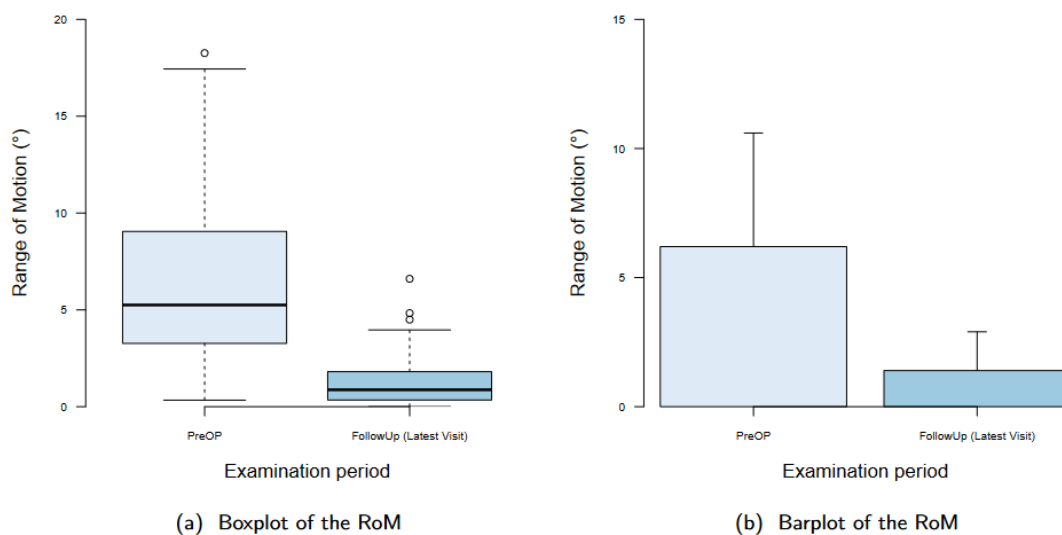 20
15
10
5
0
Range of Motion (°)
PreOP
FollowUp (Latest Visit)
Examination period
(a) Boxplot of the RoM
15
10
5
0
Range of Motion (°)
PreOP
FollowUp (Latest Visit)
Examination period
(b) Barplot of the RoM